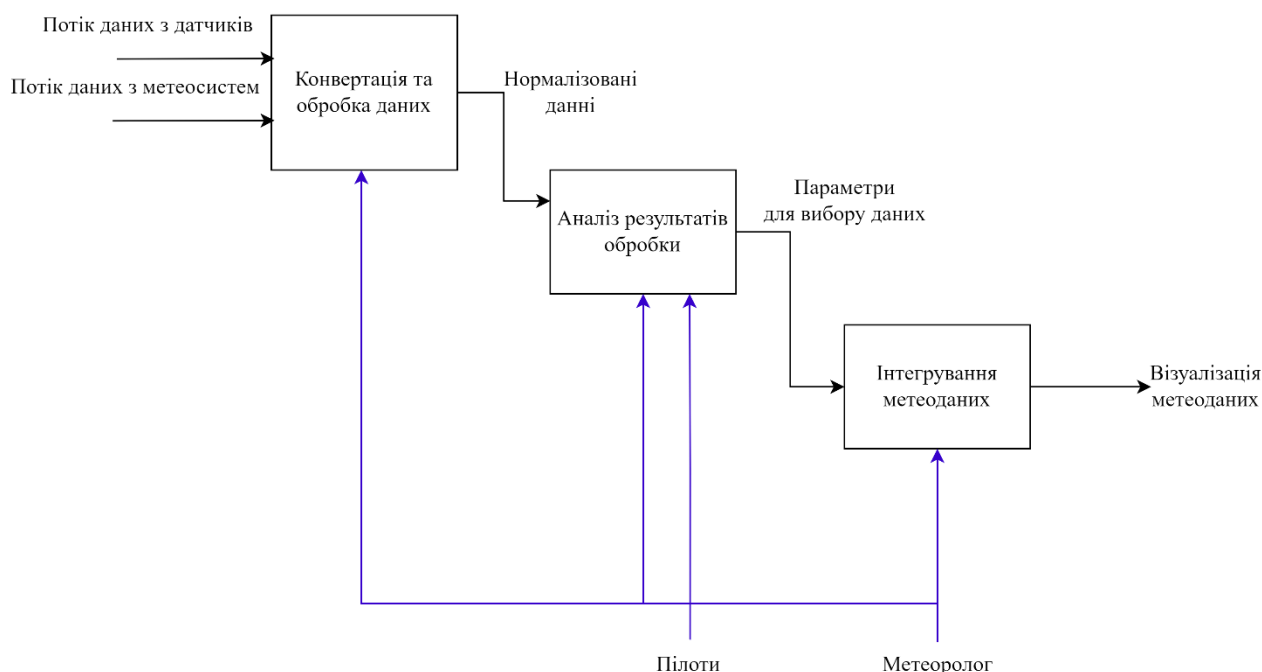 Потік даних з датчиків
Потік даних з метеосистем
Конвертація та
обробка даних
Нормалізовані
данні
Аналіз результатів
обробки
Параметри
для вибору даних
Інтегрування
метеоданих
Візуалізація
метеоданих
Пілоти
Метеоролог